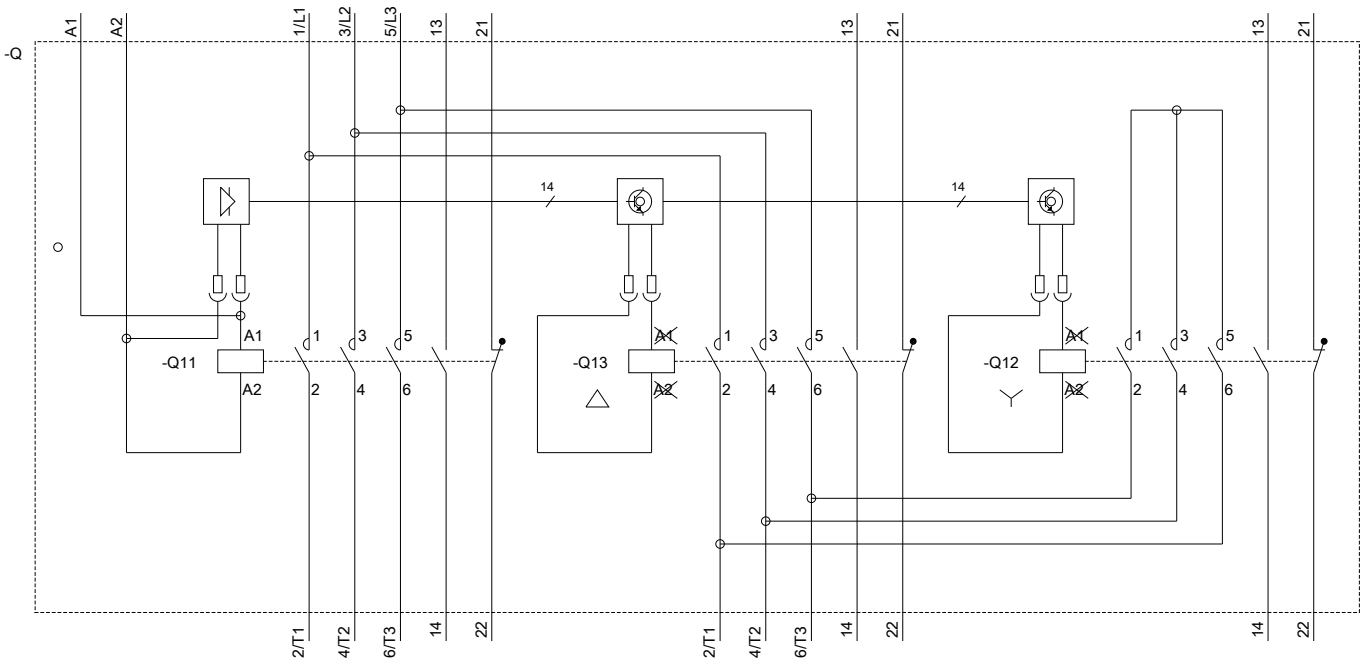 A1 A2 1/L1 3/L2 5/L3 13 21 13 21 13 21
-Q
14 14
A1 1 3 5 A1 1 3 5 A1 1 3 5
-Q11 -Q13 -Q12
A2 2 4 6 A2 2 4 6 A2 2 4 6
2/T1 4/T2 6/T3 14 22 2/T1 4/T2 6/T3 14 22 14 22